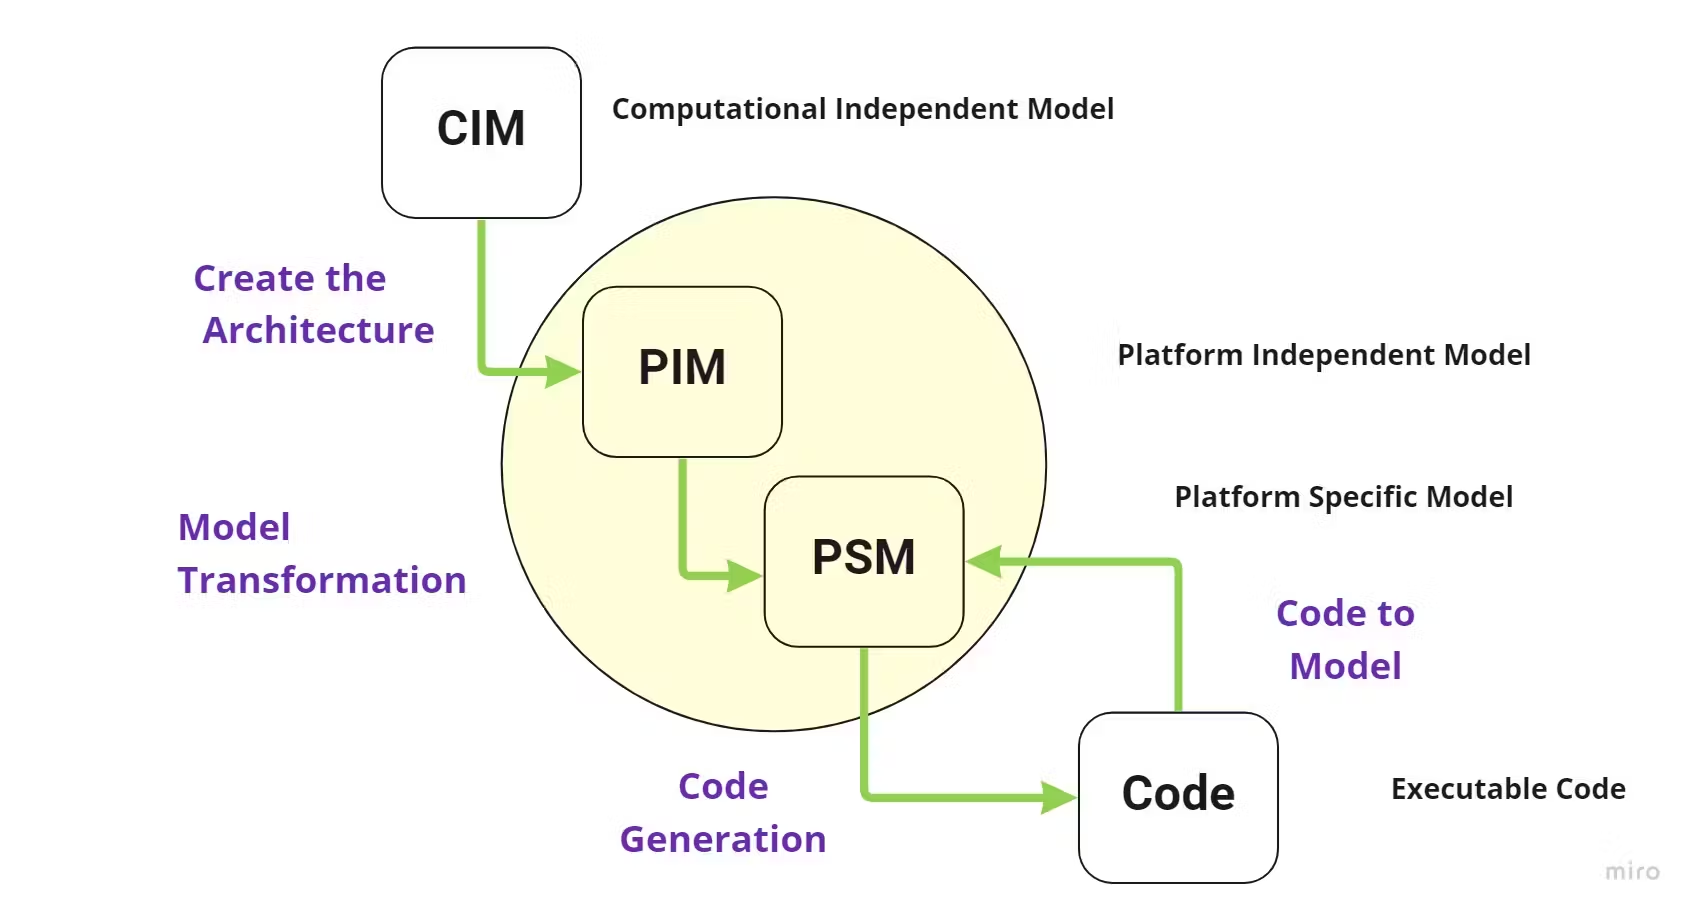 CIM
Computational Independent Model
Create the
Architecture
PIM
Platform Independent Model
Model
Transformation
PSM
Platform Specific Model
Code to
Model
Code
Generation
Code
Executable Code
miro